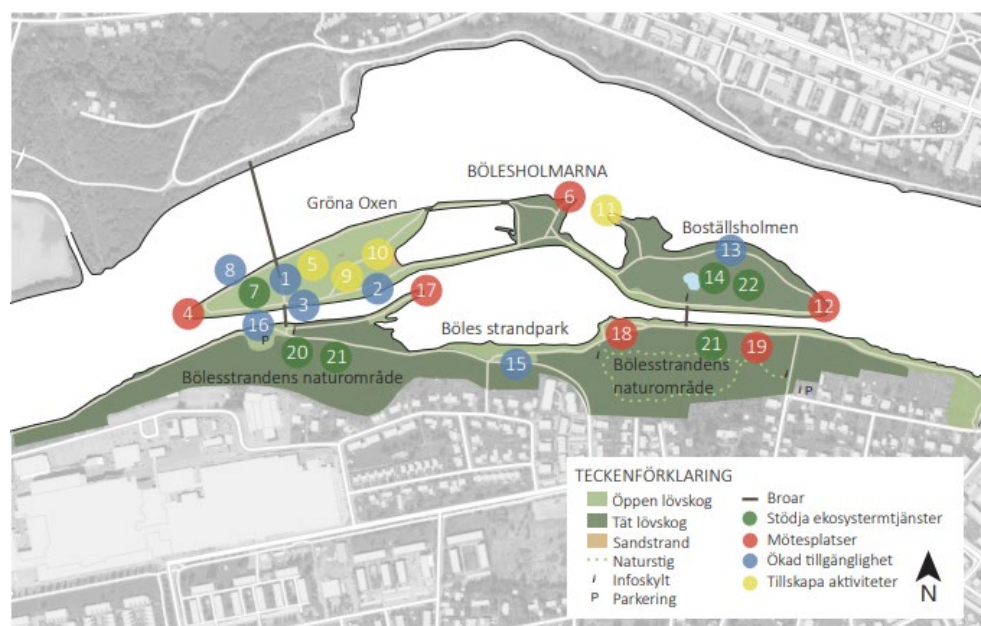 BÖLESHOLMARNA
6
11
Gröna Oxen
Boställsholmen
13
8
5
10
1
9
7
2
14
22
4
3
17
12
16
P
i
20
21
Böles strandpark
18
i
21
19
15
Bölesstrandens naturområde
Bölesstrandens
naturområde
i
i P
TECKENFÖRKLARING
Öppen lövskog
Tät lövskog
Sandstrand
Naturstig
i Infoskylt
P Parkering
Broar
Stödja ekosystermtjänster
Mötesplatser
Ökad tillgänglighet
Tillskapa aktiviteter
N